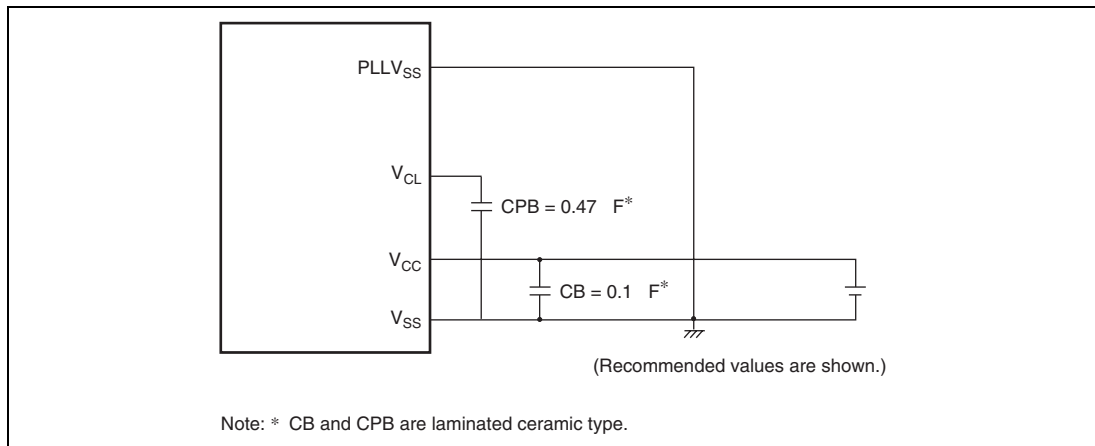 PLLVSS
VCL
CPB = 0.47 F*
VCC
CB = 0.1 F*
VSS
(Recommended values are shown.)
Note: * CB and CPB are laminated ceramic type.